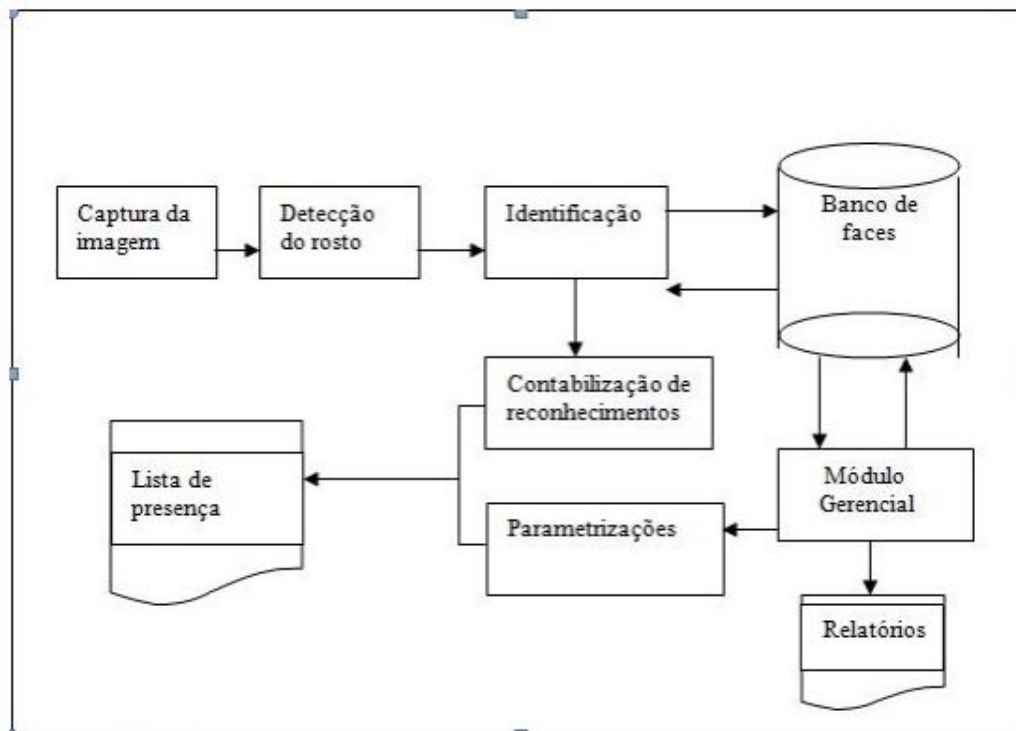 Captura da
imagem
Detecção
do rosto
Identificação
Banco de
faces
Contabilização de
reconhecimentos
Lista de
presença
Parametrizações
Módulo
Gerencial
Relatórios